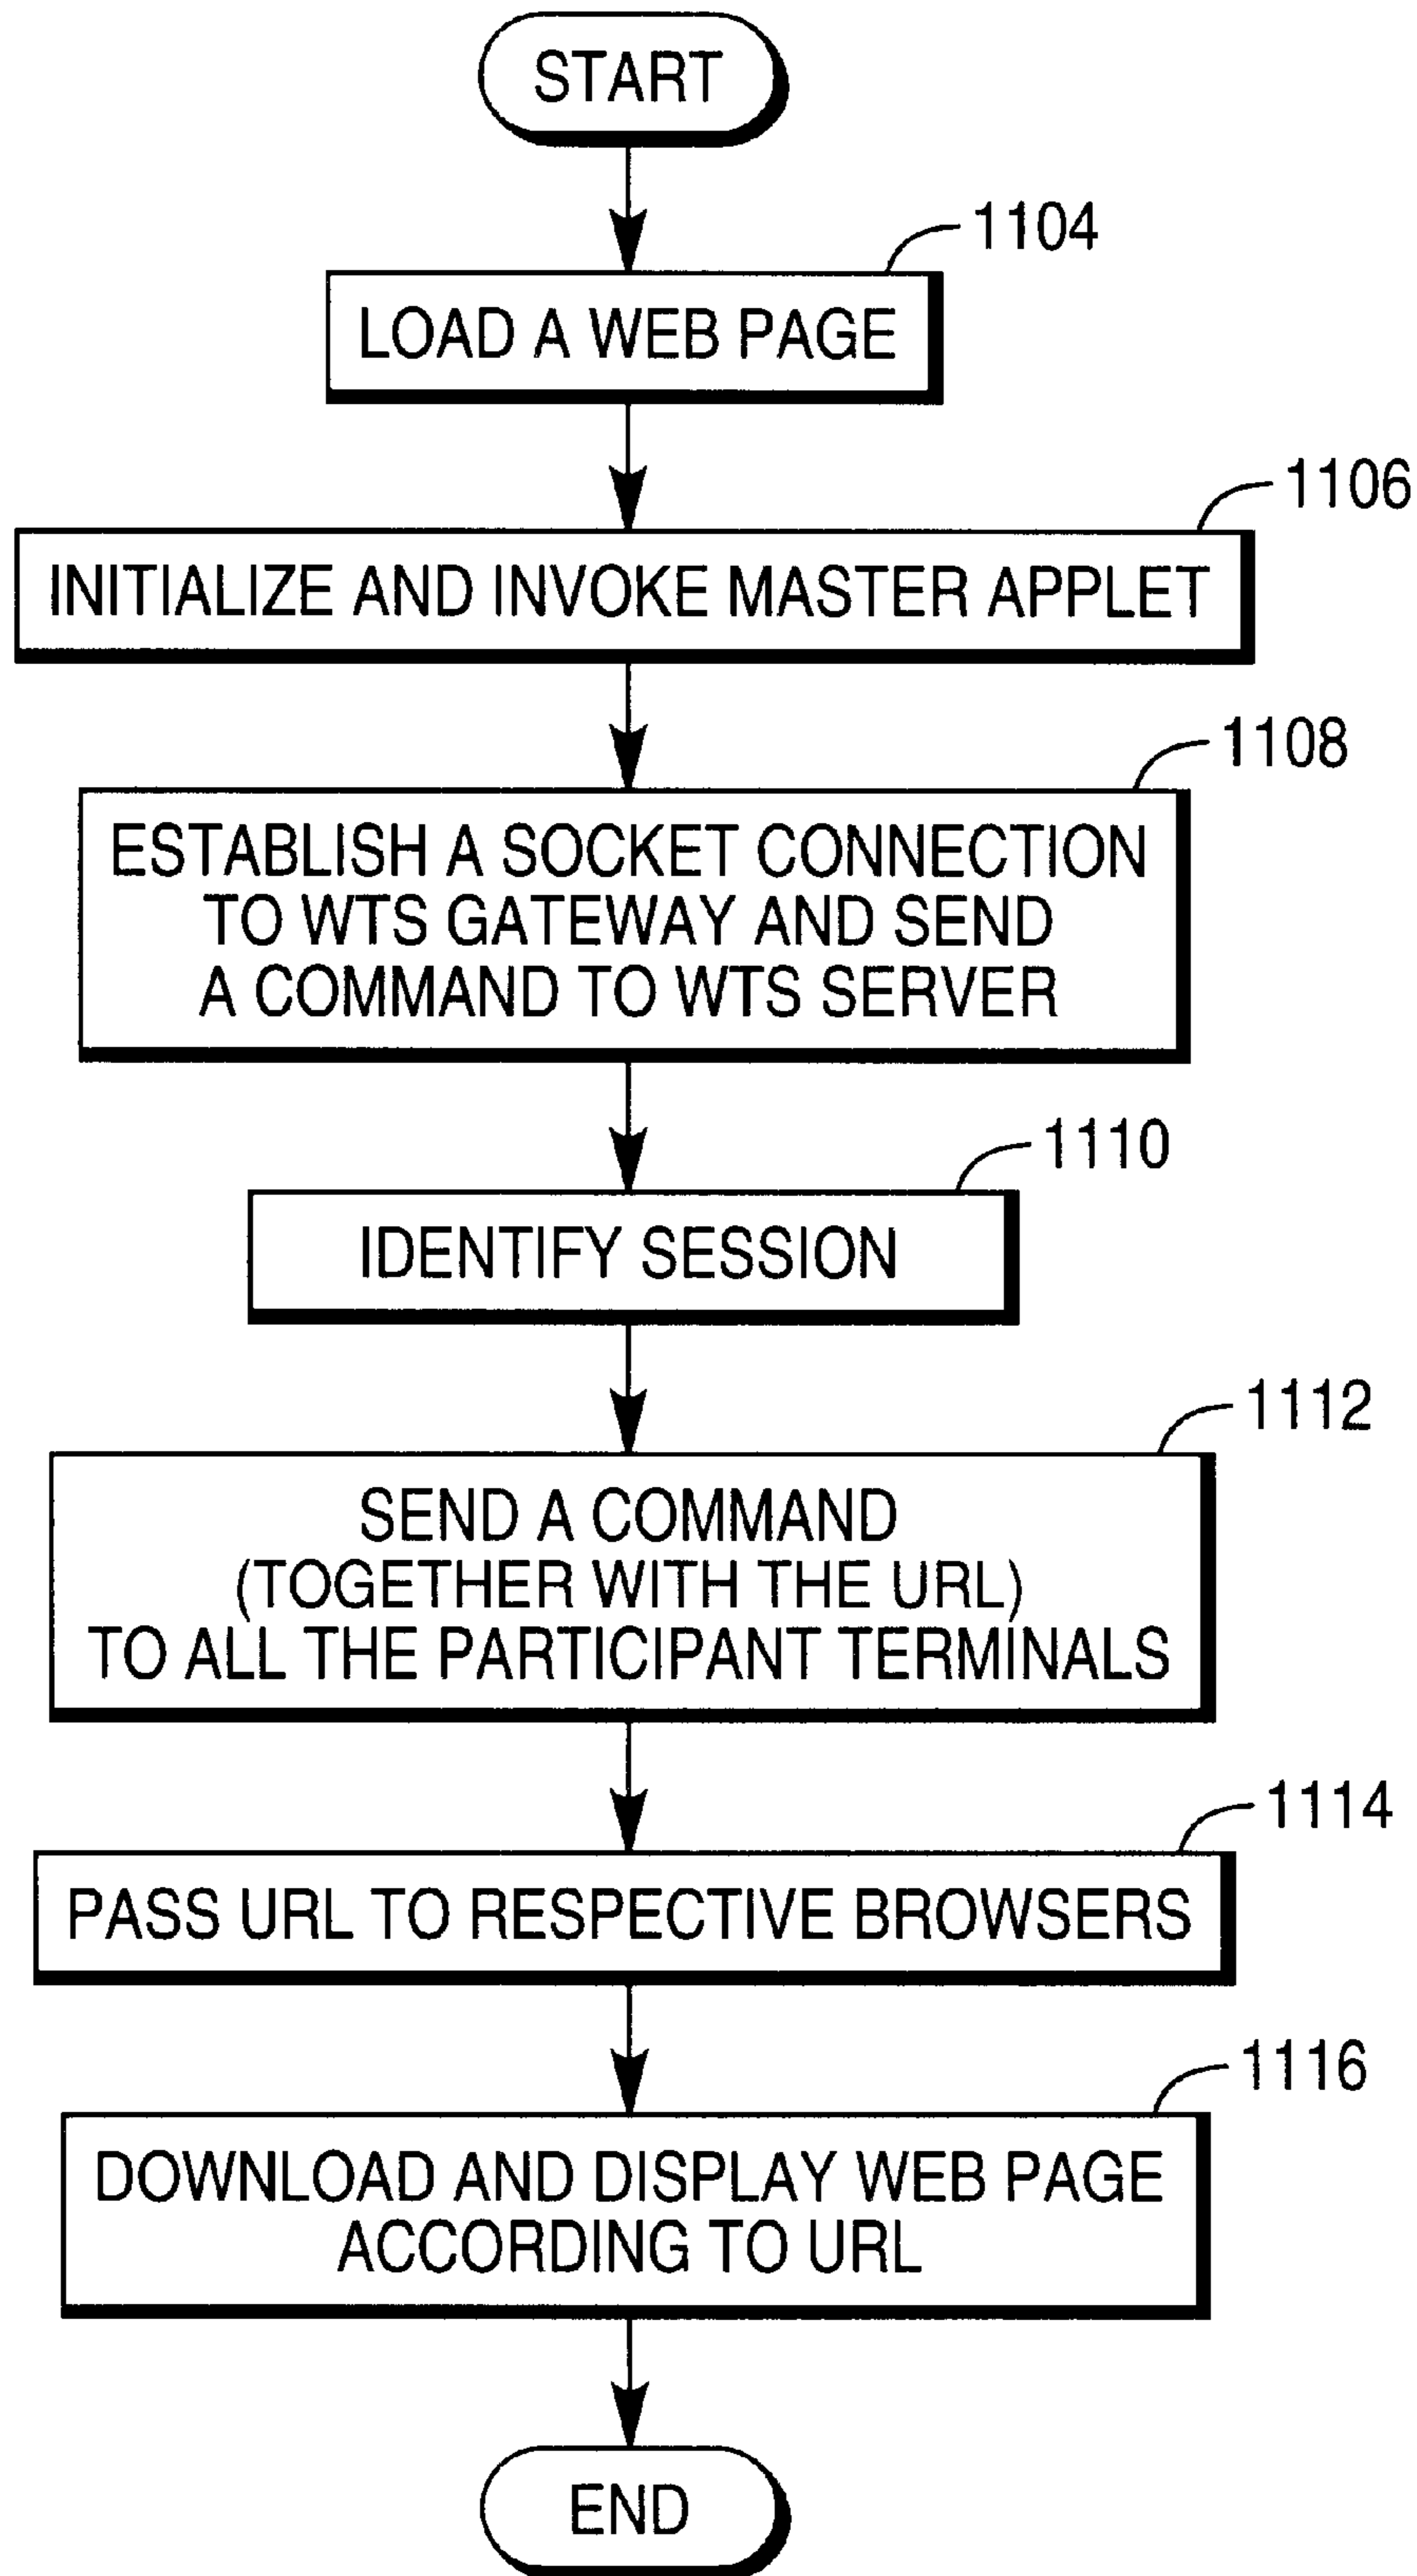 START
1104
LOAD A WEB PAGE
1106
INITIALIZE AND INVOKE MASTER APPLET
1108
ESTABLISH A SOCKET CONNECTION
TO WTS GATEWAY AND SEND
A COMMAND TO WTS SERVER
1110
IDENTIFY SESSION
1112
SEND A COMMAND
(TOGETHER WITH THE URL)
TO ALL THE PARTICIPANT TERMINALS
1114
PASS URL TO RESPECTIVE BROWSERS
1116
DOWNLOAD AND DISPLAY WEB PAGE
ACCORDING TO URL
END